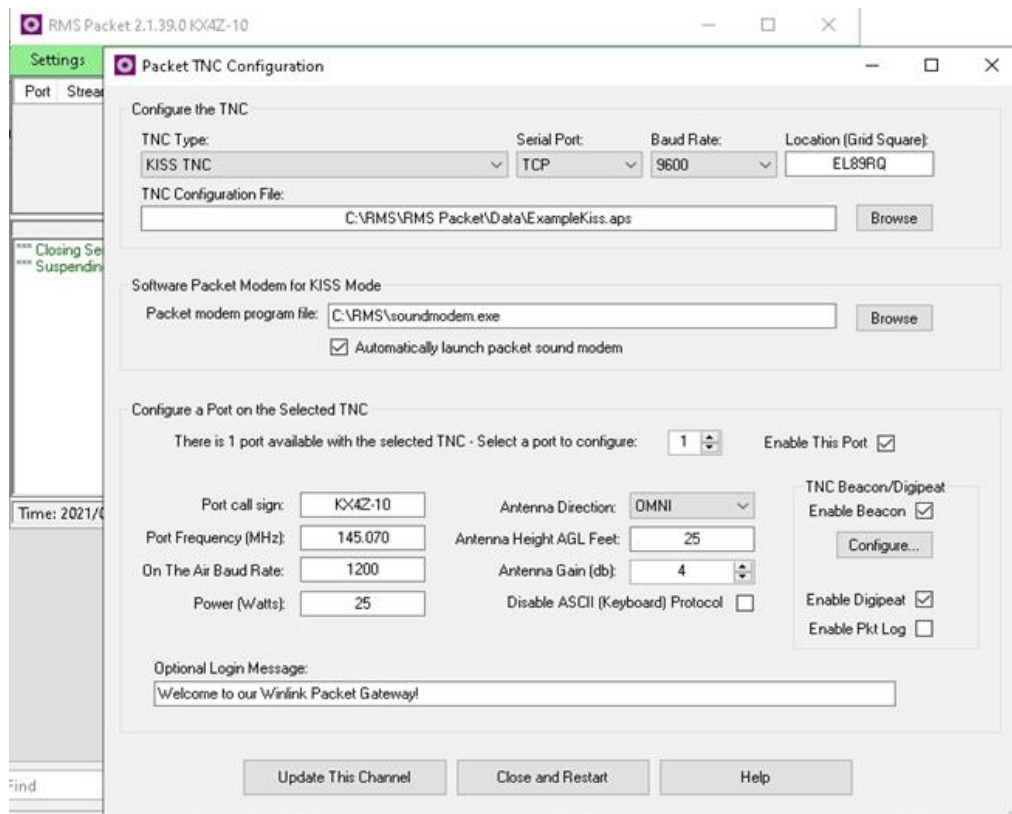 RMS Packet 2.1.39.0 KX4Z-10
Settings
Packet TNC Configuration
Port
Configure the TNC
TNC Type: Serial Port: Baud Rate: Location (Grid Square):
KISS TNC TCP 9600 EL89RQ
TNC Configuration File:
C:\RMS\RMS Packet\Data\ExampleKiss.aps Browse
*** Closing
*** 
Software Packet Modem for KISS Mode
Packet modem program file: C:\RMS\soundmodem.exe Browse
Automatically launch packet sound modem
Configure a Port on the Selected TNC
There is 1 port available with the selected TNC - Select a port to configure: 1 Enable This Port
TNC Beacon/Digipeat
Port call sign: KX4Z-10 Antenna Direction: OMNI Enable Beacon
Time: 2021/
Port Frequency (MHz): 145.070 Antenna Height AGL Feet: 25 Configure...
On The Air Baud Rate: 1200 Antenna Gain (db): 4
Power (Watts): 25 Disable ASCII (Keyboard) Protocol Enable Digipeat
Enable Pkt Log
Optional Login Message:
Welcome to our Winlink Packet Gateway!
Update This Channel Close and Restart Help
Find